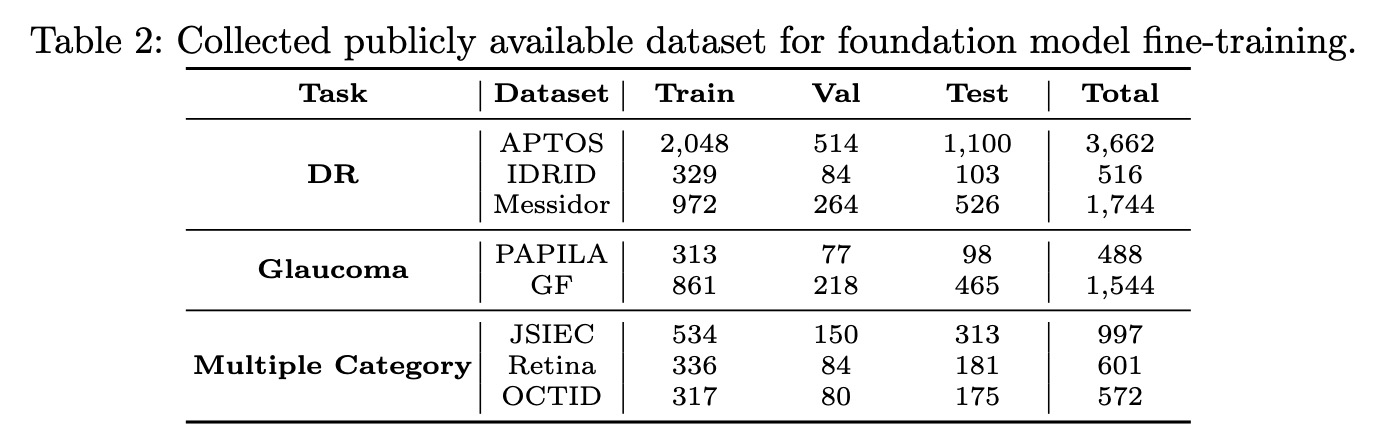 Table 2: Collected publicly available dataset for foundation model fine-training.
Task Dataset Train Val Test Total
DR
APTOS 2,048 514 1,100 3,662
IDRID 329 84 103 516
Messidor 972 264 526 1,744
Glaucoma
PAPILA 313 77 98 488
GF 861 218 465 1,544
Multiple Category
JSIEC 534 150 313 997
Retina 336 84 181 601
OCTID 317 80 175 572